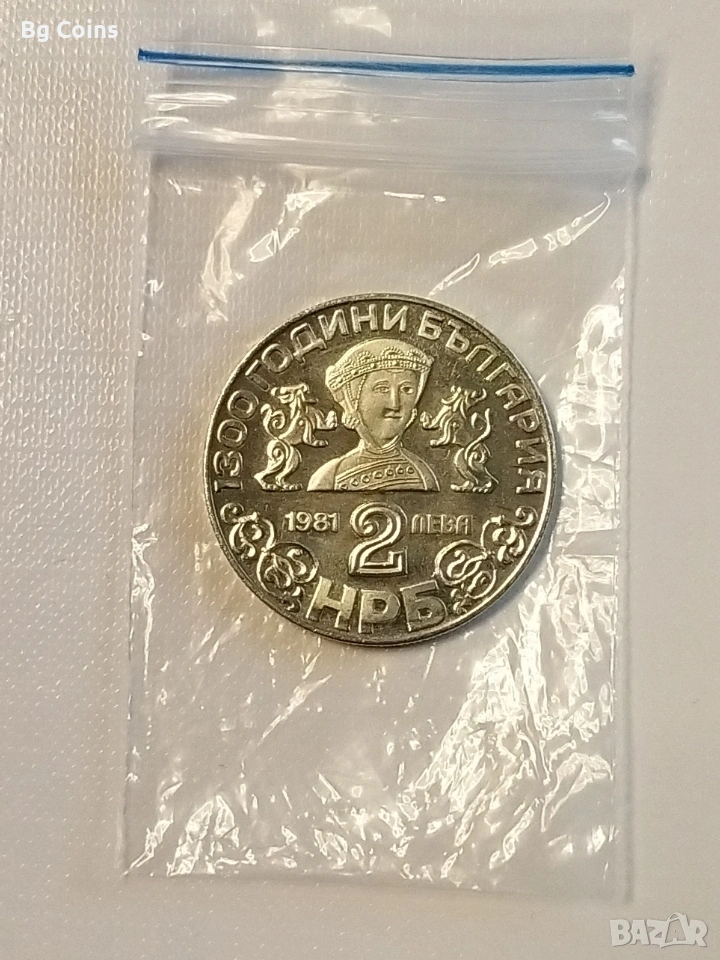 Bg Coins
1300 ГОДИНИ БЪЛГАРИЯ
1981 2 ЛЕВА
НРБ
BAZAR